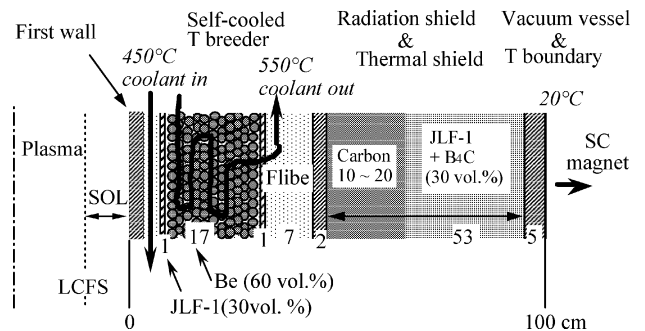 First wall
450°C
coolant in
Self-cooled
T breeder
550°C
coolant out
Radiation shield
&
Thermal shield
Vacuum vessel
&
T boundary
20°C
Plasma
SOL
LCFS
Flibe
Carbon
10 ~ 20
JLF-1
+ B4C
(30 vol.%)
SC
magnet
1
17
1
7
2
53
5
Be (60 vol.%)
JLF-1(30vol. %)
0
100 cm